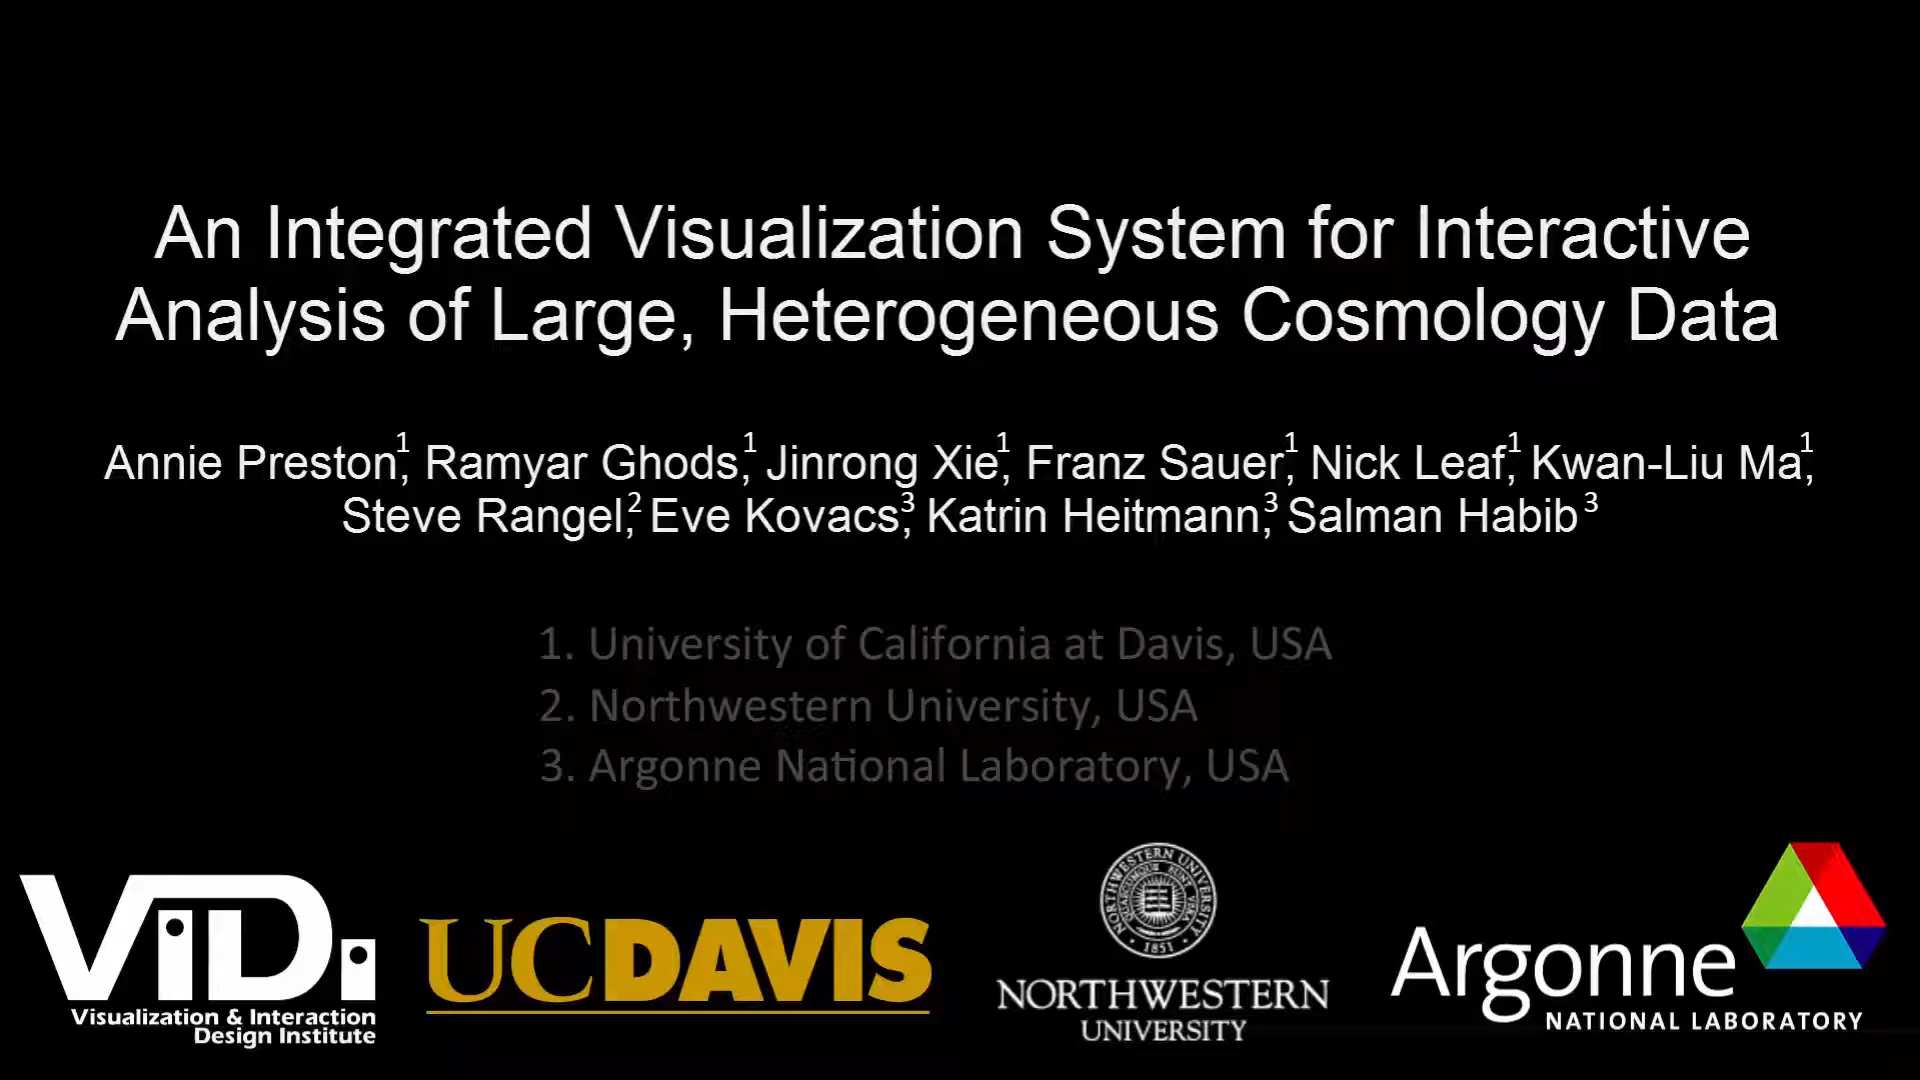 An Integrated Visualization System for Interactive
Analysis of Large, Heterogeneous Cosmology Data
Annie Preston,¹ Ramyar Ghods,¹ Jinrong Xie,¹ Franz Sauer,¹ Nick Leaf,¹ Kwan-Liu Ma,¹
Steve Rangel,² Eve Kovacs,³ Katrin Heitmann,³ Salman Habib³
1. University of California at Davis, USA
2. Northwestern University, USA
3. Argonne National Laboratory, USA
ViDi
Visualization & Interaction
Design Institute
UCDAVIS
NORTHWESTERN UNIVERSITY
1851
NORTHWESTERN
UNIVERSITY
Argonne
NATIONAL LABORATORY